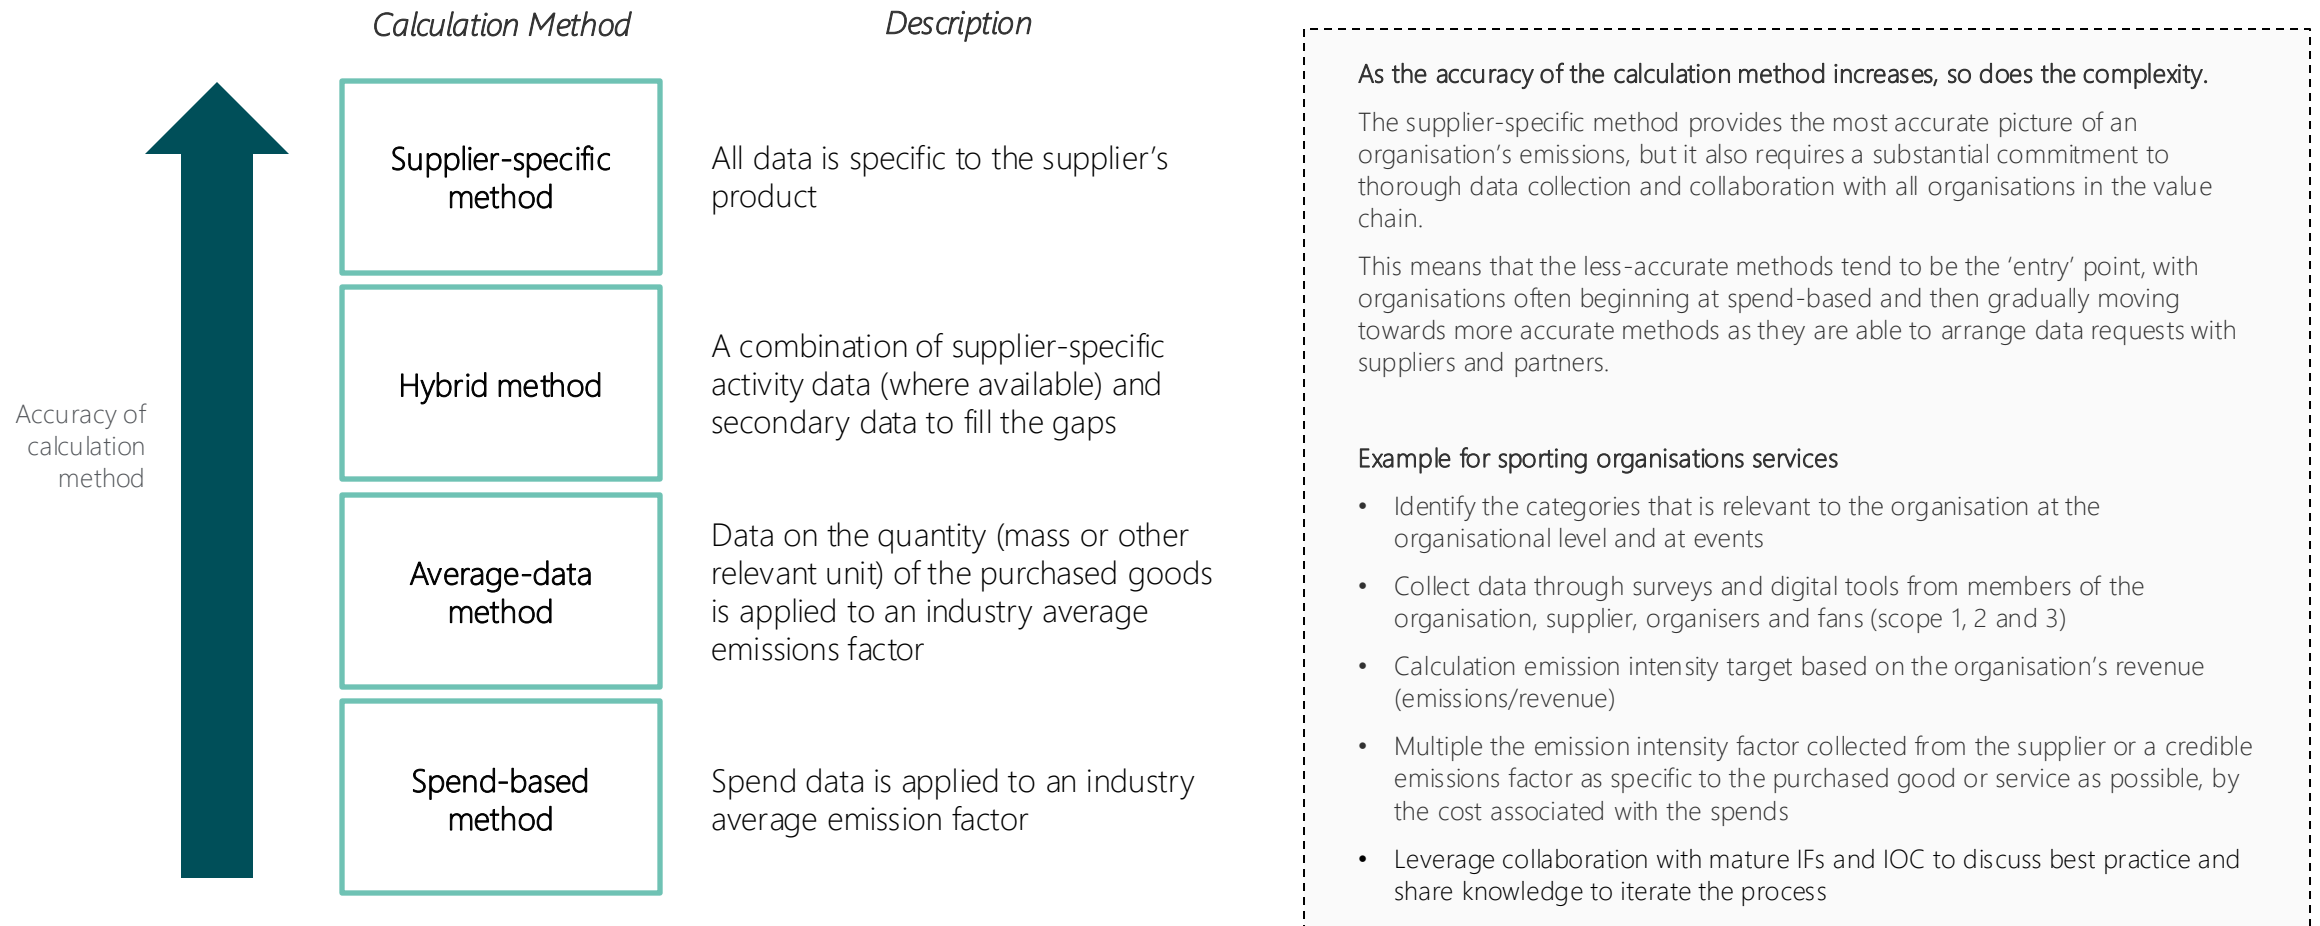 Calculation Method
Description
Accuracy of
calculation
method
Supplier-specific
method
All data is specific to the supplier’s
product
Hybrid method
A combination of supplier-specific
activity data (where available) and
secondary data to fill the gaps
Average-data
method
Data on the quantity (mass or other
relevant unit) of the purchased goods
is applied to an industry average
emissions factor
Spend-based
method
Spend data is applied to an industry
average emission factor
As the accuracy of the calculation method increases, so does the complexity.
The supplier-specific method provides the most accurate picture of an
organisation’s emissions, but it also requires a substantial commitment to
thorough data collection and collaboration with all organisations in the value
chain.
This means that the less-accurate methods tend to be the ‘entry’ point, with
organisations often beginning at spend-based and then gradually moving
towards more accurate methods as they are able to arrange data requests with
suppliers and partners.
Example for sporting organisations services
• Identify the categories that is relevant to the organisation at the
organisational level and at events
• Collect data through surveys and digital tools from members of the
organisation, supplier, organisers and fans (scope 1, 2 and 3)
• Calculation emission intensity target based on the organisation’s revenue
(emissions/revenue)
• Multiple the emission intensity factor collected from the supplier or a credible
emissions factor as specific to the purchased good or service as possible, by
the cost associated with the spends
• Leverage collaboration with mature IFs and IOC to discuss best practice and
share knowledge to iterate the process